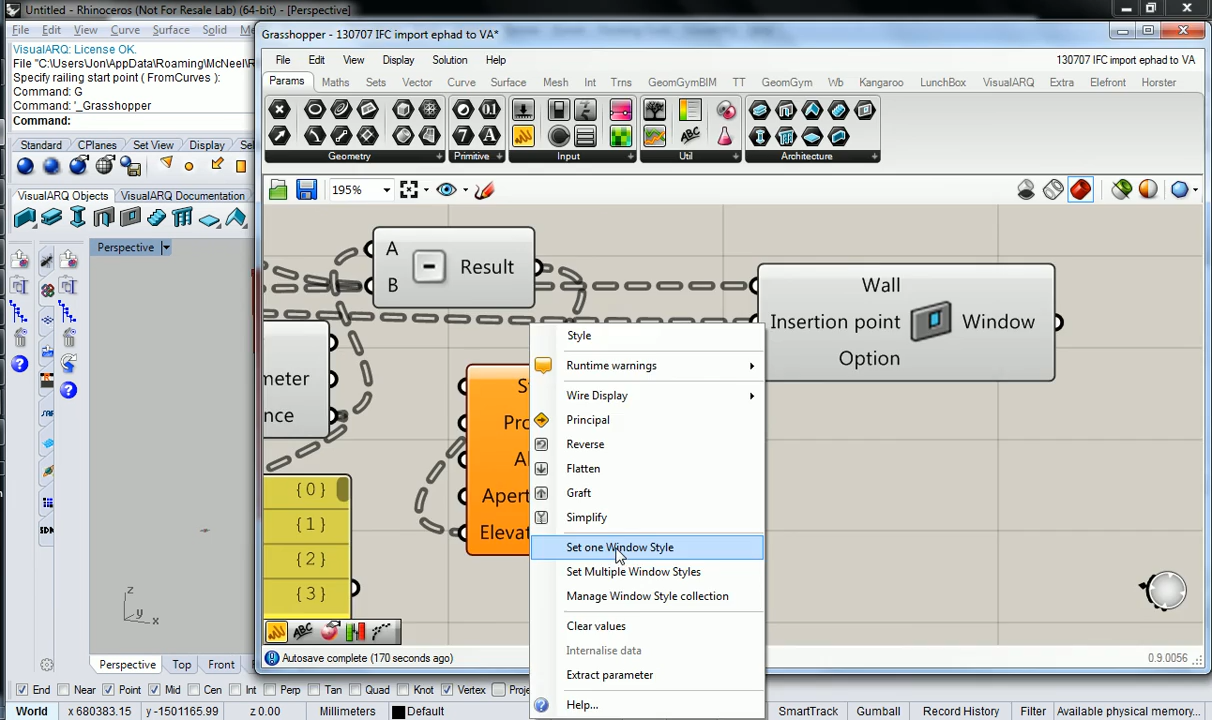 Untitled - Rhinoceros (Not For Resale Lab) (64-bit) - [Perspective]
File Edit View Curve Surface Solid
VisualARQ: License OK.
File "C:\Users\Jon\AppData\Roaming\McNeel\R
Specify railing start point ( FromCurves ):
Command: G
Command: '_Grasshopper
Command:
Standard CPlanes Set View Display
VisualARQ Objects VisualARQ Documentation
Perspective
z
y
x
Grasshopper - 130707 IFC import ephad to VA*
File Edit View Display Solution Help 130707 IFC import ephad to VA
Params Maths Sets Vector Curve Surface Mesh Int Trns GeomGymBIM TT GeomGym Wb Kangaroo LunchBox VisualARQ Extra Elefront Horster
Geometry Primitive Input Util Architecture
195%
A
B
Result
Wall
Insertion point
Option
Window
meter
nce
{0}
{1}
{2}
{3}
St
Pro
Al
Apert
Elevat
Style
Runtime warnings
Wire Display
Principal
Reverse
Flatten
Graft
Simplify
Set one Window Style
Set Multiple Window Styles
Manage Window Style collection
Clear values
Internalise data
Extract parameter
Help...
Autosave complete (170 seconds ago) 0.9.0056
Perspective Top Front
End Near Point Mid Cen Int Perp Tan Quad Knot Vertex Proje
World x 680383.15 y -1501165.99 z 0.00 Millimeters Default SmartTrack Gumball Record History Filter Available physical memory...